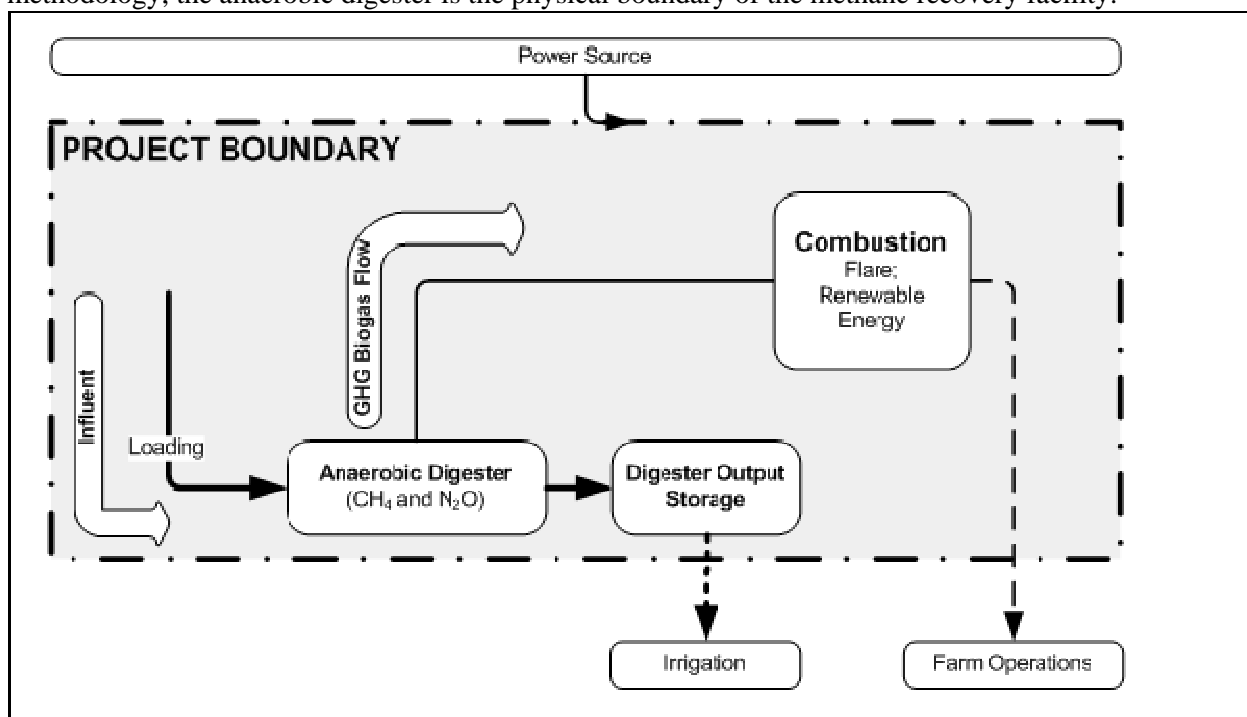 methodology, the anaerobic digester is the physical boundary of the methane recovery facility.
Power Source
PROJECT BOUNDARY
GHG Biogas Flow
Combustion
Flare;
Renewable
Energy
Influent
Loading
Anaerobic Digester
(CH₄ and N₂O)
Digester Output
Storage
Irrigation
Farm Operations